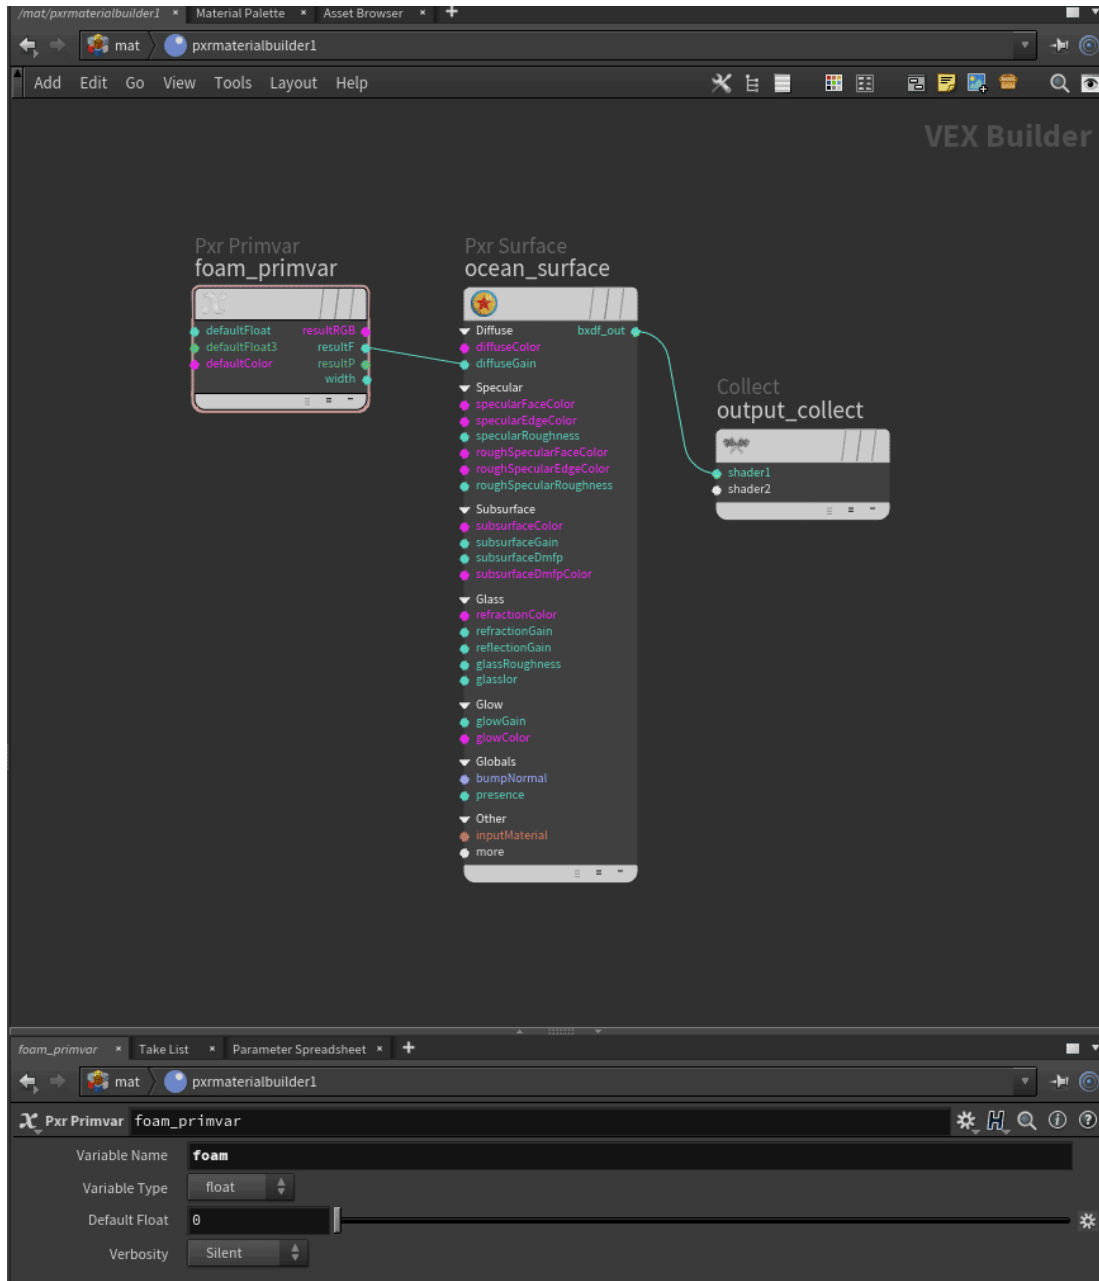 /mat/pxrmaterialbuilder1 × Material Palette × Asset Browser × +
mat pxrmaterialbuilder1
Add Edit Go View Tools Layout Help
VEX Builder
Pxr Primvar
foam_primvar
defaultFloat resultRGB
defaultFloat3 resultF
defaultColor resultP
width
Pxr Surface
ocean_surface
Diffuse bxdf_out
diffuseColor
diffuseGain
Specular
specularFaceColor
specularEdgeColor
specularRoughness
roughSpecularFaceColor
roughSpecularEdgeColor
roughSpecularRoughness
Subsurface
subsurfaceColor
subsurfaceGain
subsurfaceDmfp
subsurfaceDmfpColor
Glass
refractionColor
refractionGain
reflectionGain
glassRoughness
glassIor
Glow
glowGain
glowColor
Globals
bumpNormal
presence
Other
inputMaterial
more
Collect
output_collect
shader1
shader2
foam_primvar × Take List × Parameter Spreadsheet × +
mat pxrmaterialbuilder1
Pxr Primvar foam_primvar
Variable Name foam
Variable Type float
Default Float 0
Verbosity Silent